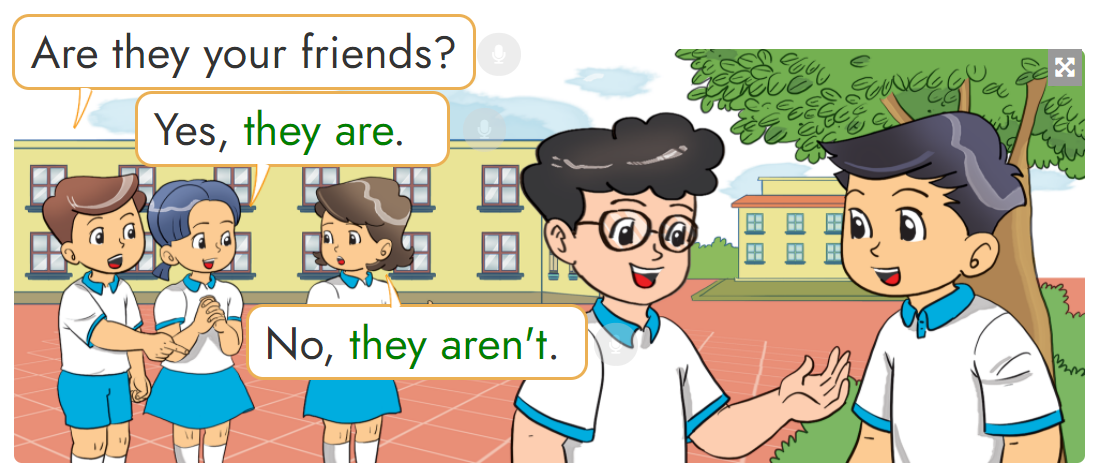 Are they your friends?
Yes, they are.
No, they aren't.